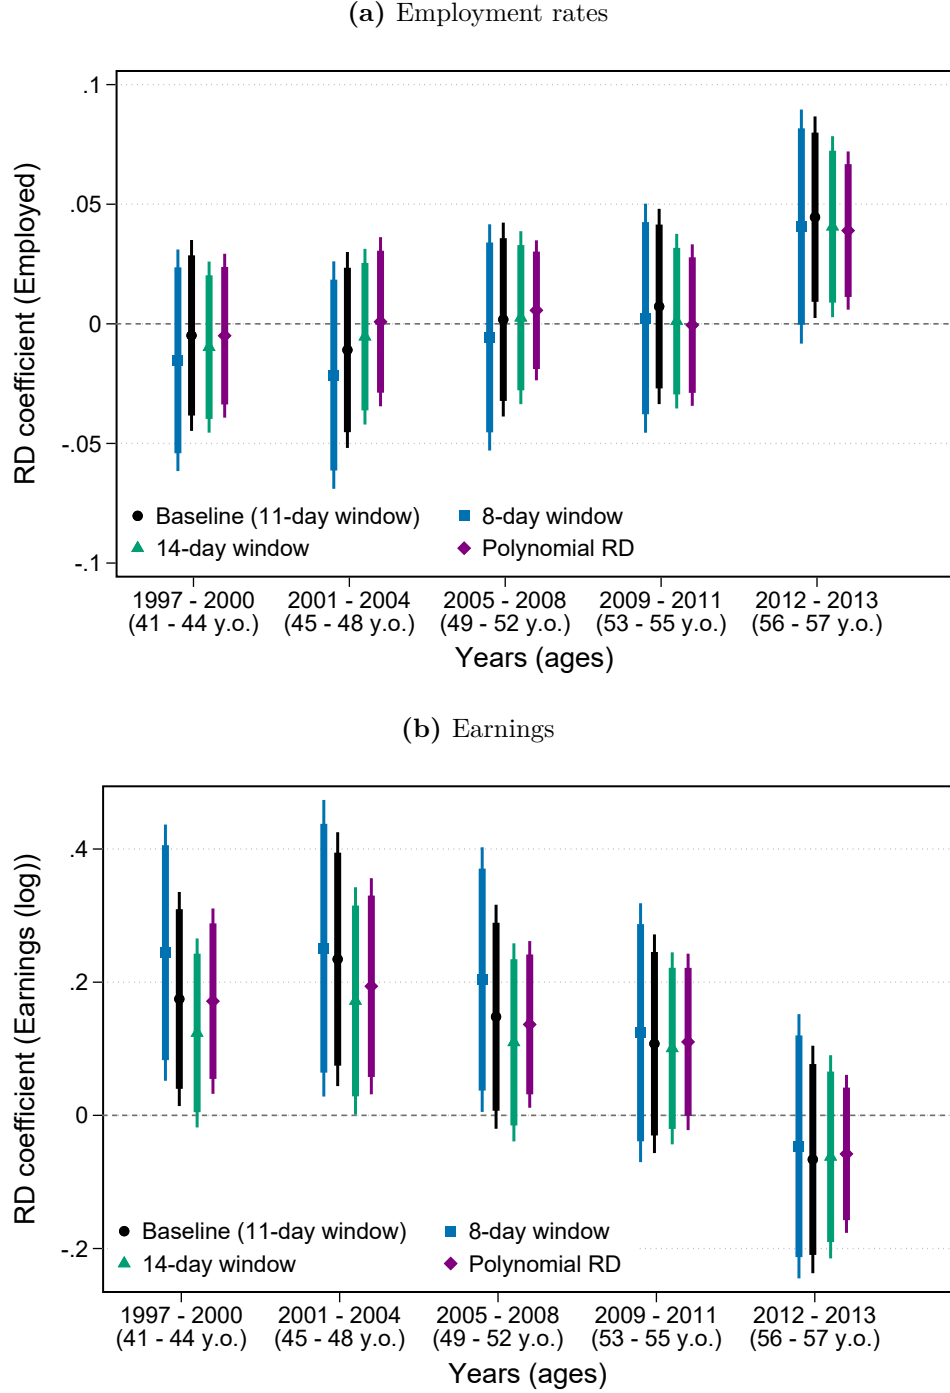 (a) Employment rates
RD coefficient (Employed)
.1
.05
0
-.05
-.1
Baseline (11-day window)
8-day window
14-day window
Polynomial RD
1997 - 2000
(41 - 44 y.o.)
2001 - 2004
(45 - 48 y.o.)
2005 - 2008
(49 - 52 y.o.)
2009 - 2011
(53 - 55 y.o.)
2012 - 2013
(56 - 57 y.o.)
Years (ages)
(b) Earnings
RD coefficient (Earnings (log))
.4
.2
0
-.2
Baseline (11-day window)
8-day window
14-day window
Polynomial RD
1997 - 2000
(41 - 44 y.o.)
2001 - 2004
(45 - 48 y.o.)
2005 - 2008
(49 - 52 y.o.)
2009 - 2011
(53 - 55 y.o.)
2012 - 2013
(56 - 57 y.o.)
Years (ages)